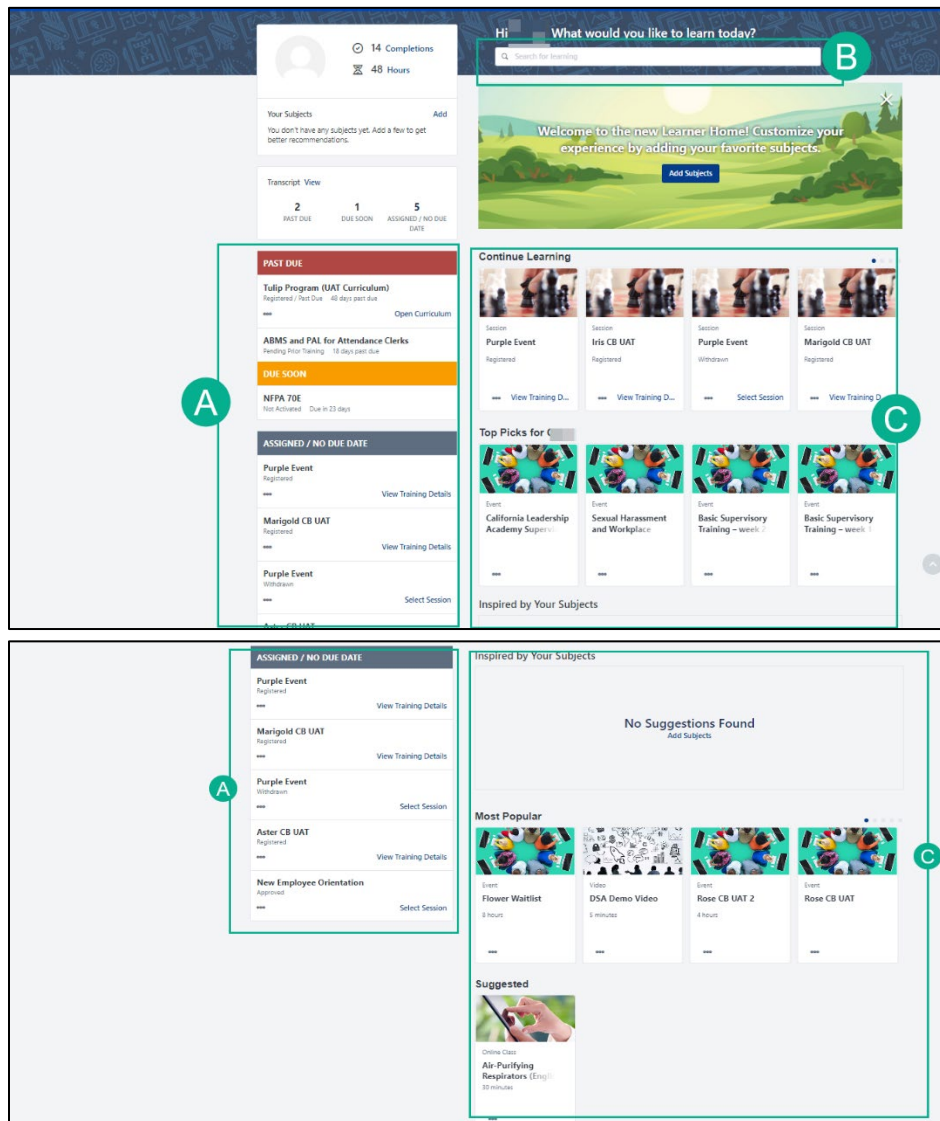 14 Completions
48 Hours
Your Subjects Add
You don't have any subjects yet. Add a few to get
better recommendations.
Transcript View
2 1 5
PAST DUE DUE SOON ASSIGNED / NO DUE
DATE
A
PAST DUE
Tulip Program (UAT Curriculum)
Registered / Past Due 48 days past due
Open Curriculum
ABMS and PAL for Attendance Clerks
Pending Prior Training 18 days past due
DUE SOON
NFPA 70E
Not Activated Due in 23 days
ASSIGNED / NO DUE DATE
Purple Event
Registered
View Training Details
Marigold CB UAT
Registered
View Training Details
Purple Event
Withdrawn
Select Session
Aster CB UAT
Hi What would you like to learn today?
Search for learning
B
Welcome to the new Learner Home! Customize your
experience by adding your favorite subjects.
Add Subjects
C
Continue Learning
Session Session Session Session
Purple Event Iris CB UAT Purple Event Marigold CB UAT
Registered Registered Withdrawn Registered
View Training D... View Training D... Select Session View Training D
Top Picks for
Event Event Event Event
California Leadership Sexual Harassment Basic Supervisory Basic Supervisory
Academy Supervi and Workplace Training – week 2 Training – week
Inspired by Your Subjects
A
ASSIGNED / NO DUE DATE
Purple Event
Registered
View Training Details
Marigold CB UAT
Registered
View Training Details
Purple Event
Withdrawn
Select Session
Aster CB UAT
Registered
View Training Details
New Employee Orientation
Approved
Select Session
Inspired by Your Subjects
No Suggestions Found
Add Subjects
C
Most Popular
Event Video Event Event
Flower Waitlist DSA Demo Video Rose CB UAT 2 Rose CB UAT
8 hours 5 minutes 4 hours
Suggested
Online Class
Air-Purifying
Respirators (Engli
30 minutes